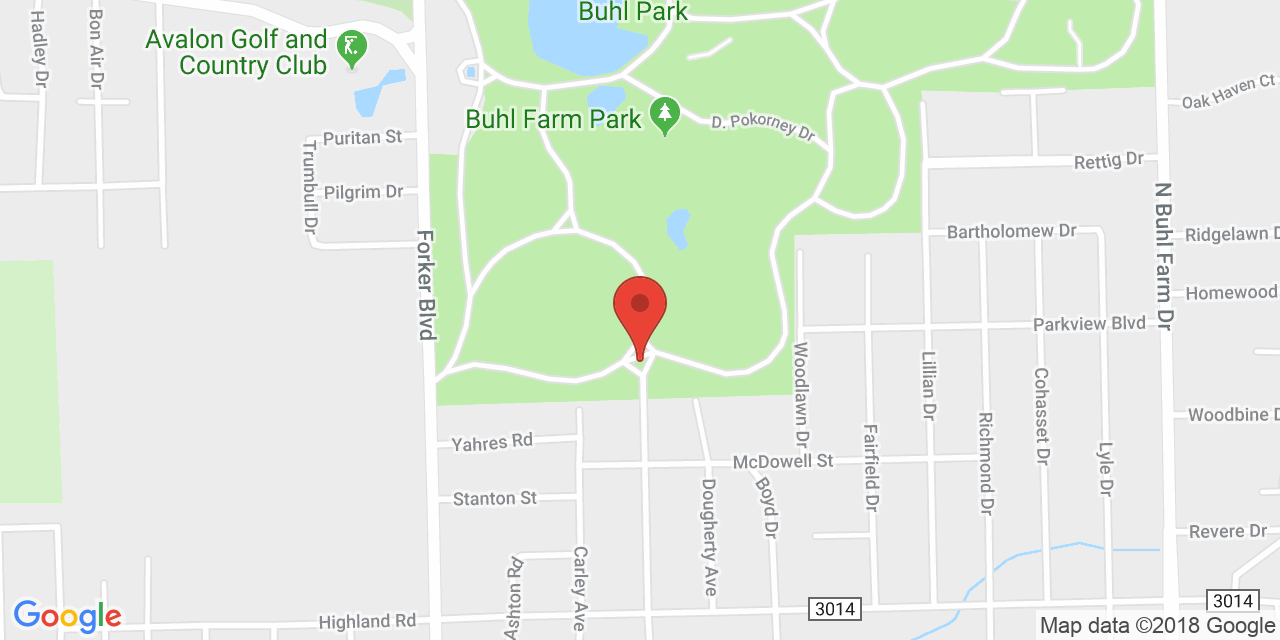 Buhl Park
Hadley Dr
Bon Air Dr
Avalon Golf and
Country Club
Buhl Farm Park
D. Pokorney Dr
Oak Haven Ct
Puritan St
Trumbull Dr
Pilgrim Dr
Rettig Dr
N Buhl Farm Dr
Forker Blvd
Bartholomew Dr
Ridgelawn D
Homewood
Parkview Blvd
Woodlawn Dr
Lillian Dr
Cohasset Dr
Woodbine D
Yahres Rd
Fairfield Dr
Richmond Dr
Lyle Dr
McDowell St
Stanton St
Dougherty Ave
Boyd Dr
Revere Dr
Ashton Rd
Carley Ave
3014
3014
Highland Rd
Google
Map data ©2018 Google